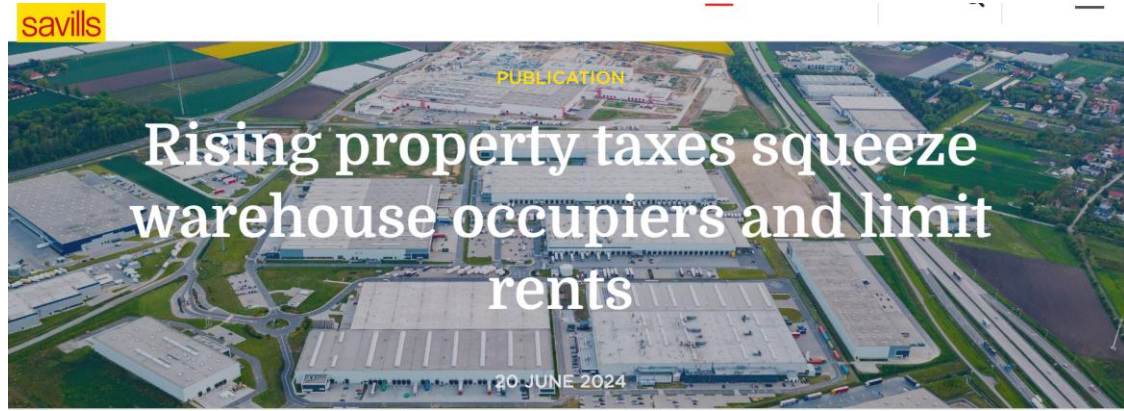 savills
PUBLICATION
Rising property taxes squeeze
warehouse occupiers and limit
rents
20 JUNE 2024